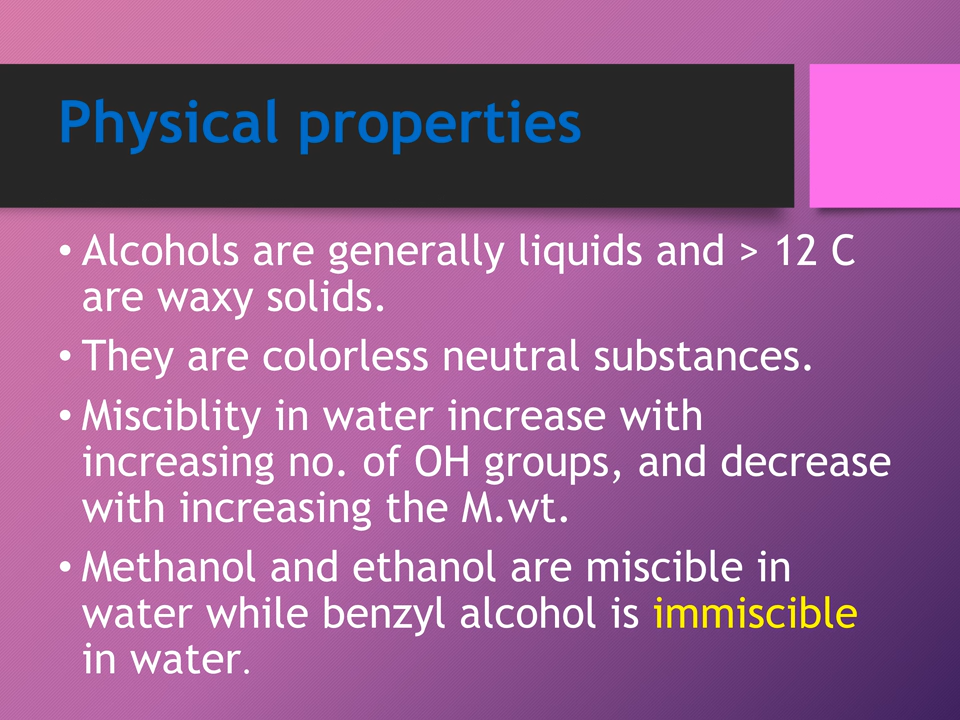 Physical properties
• Alcohols are generally liquids and > 12 C
are waxy solids.
• They are colorless neutral substances.
• Misciblity in water increase with
increasing no. of OH groups, and decrease
with increasing the M.wt.
• Methanol and ethanol are miscible in
water while benzyl alcohol is immiscible
in water.